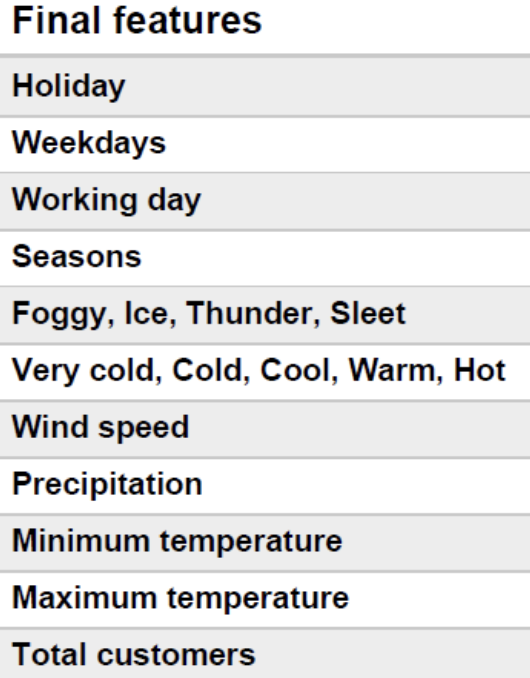 Final features
Holiday
Weekdays
Working day
Seasons
Foggy, Ice, Thunder, Sleet
Very cold, Cold, Cool, Warm, Hot
Wind speed
Precipitation
Minimum temperature
Maximum temperature
Total customers